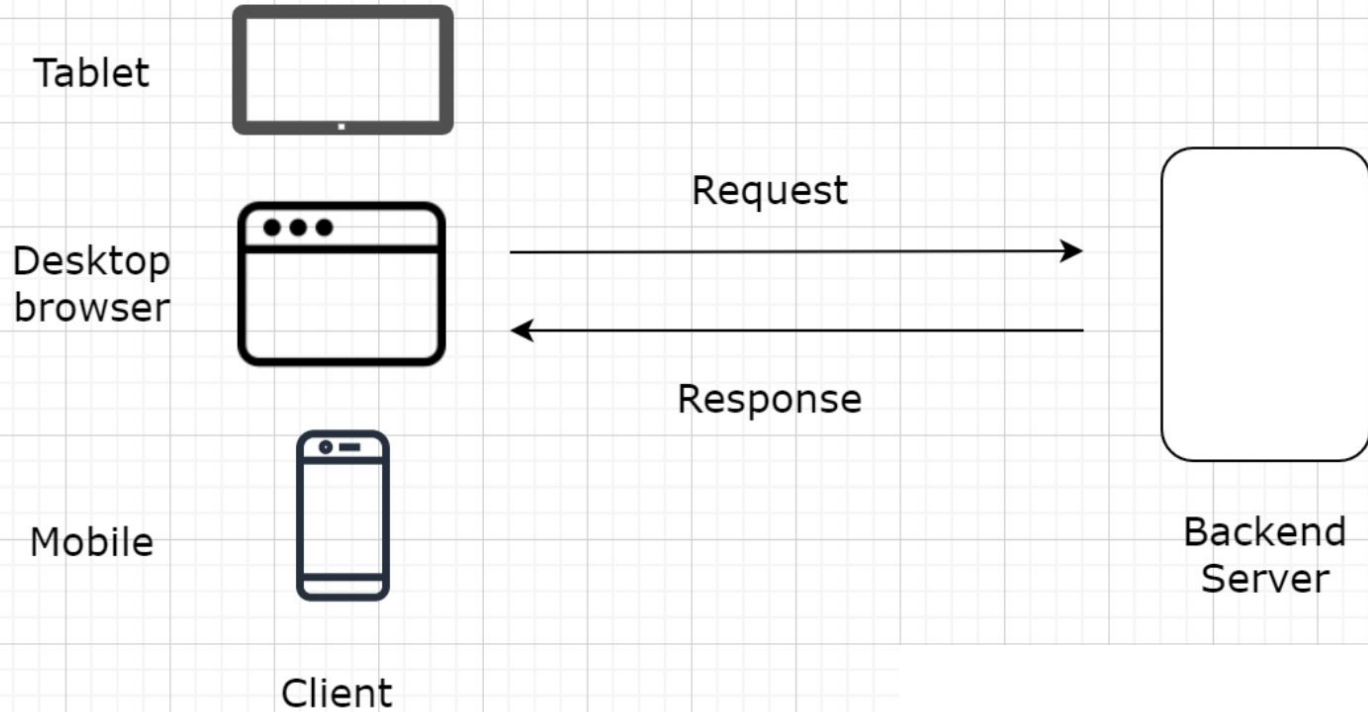 Tablet
Request
Desktop
browser
Response
Mobile
Backend
Server
Client